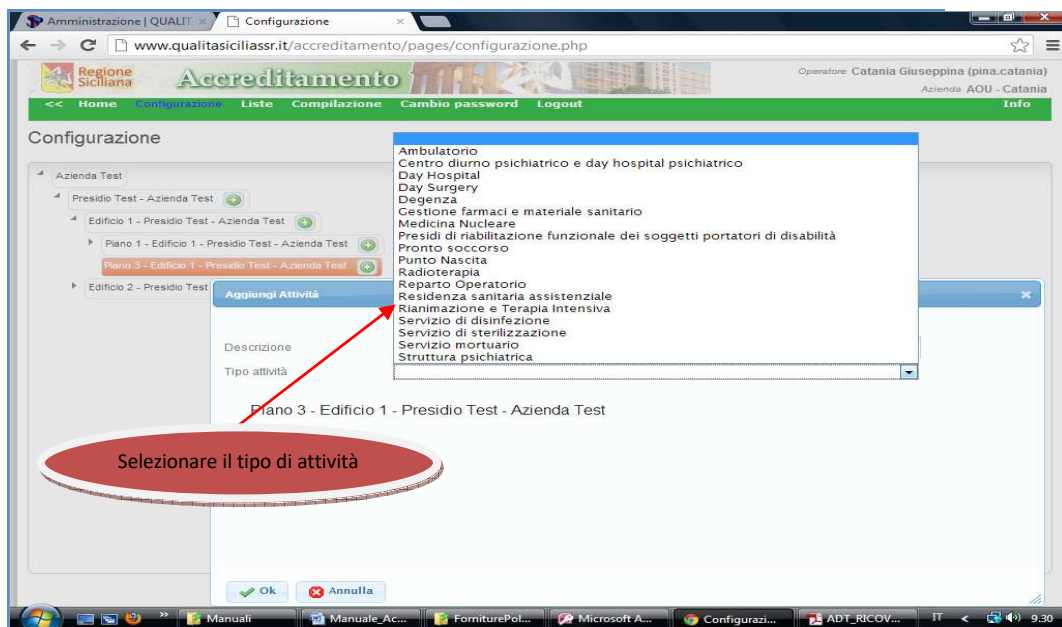 Amministrazione | QUALIT
Configurazione
www.qualitasiciliassr.it/accreditamento/pages/configurazione.php
Regione
Siciliana
Accreditamento
Operatore Catania Giuseppina (pina.catania)
Azienda AOU - Catania
<< Home Configurazione Liste Compilazione Cambio password Logout Info
Configurazione
Azienda Test
Presidio Test - Azienda Test
Edificio 1 - Presidio Test - Azienda Test
Piano 1 - Edificio 1 - Presidio Test - Azienda Test
Piano 3 - Edificio 1 - Presidio Test - Azienda Test
Edificio 2 - Presidio Test
Ambulatorio
Centro diurno psichiatrico e day hospital psichiatrico
Day Hospital
Day Surgery
Degenza
Gestione farmaci e materiale sanitario
Medicina Nucleare
Presidi di riabilitazione funzionale dei soggetti portatori di disabilità
Pronto soccorso
Punto Nascita
Radioterapia
Reparto Operatorio
Residenza sanitaria assistenziale
Rianimazione e Terapia Intensiva
Servizio di disinfezione
Servizio di sterilizzazione
Servizio mortuario
Struttura psichiatrica
Aggiungi Attività
Descrizione
Tipo attività
Piano 3 - Edificio 1 - Presidio Test - Azienda Test
Selezionare il tipo di attività
Ok Annulla
Manuali Manuale_Ac... ForniturePol... Microsoft A... Configurazi... ADT_RICOV... IT 9.30